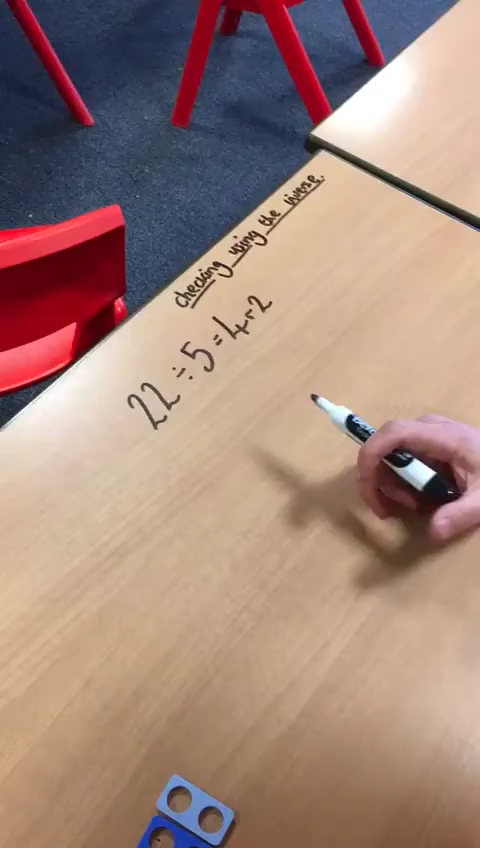 checking using the inverse.
22 ÷ 5 = 4 r 2